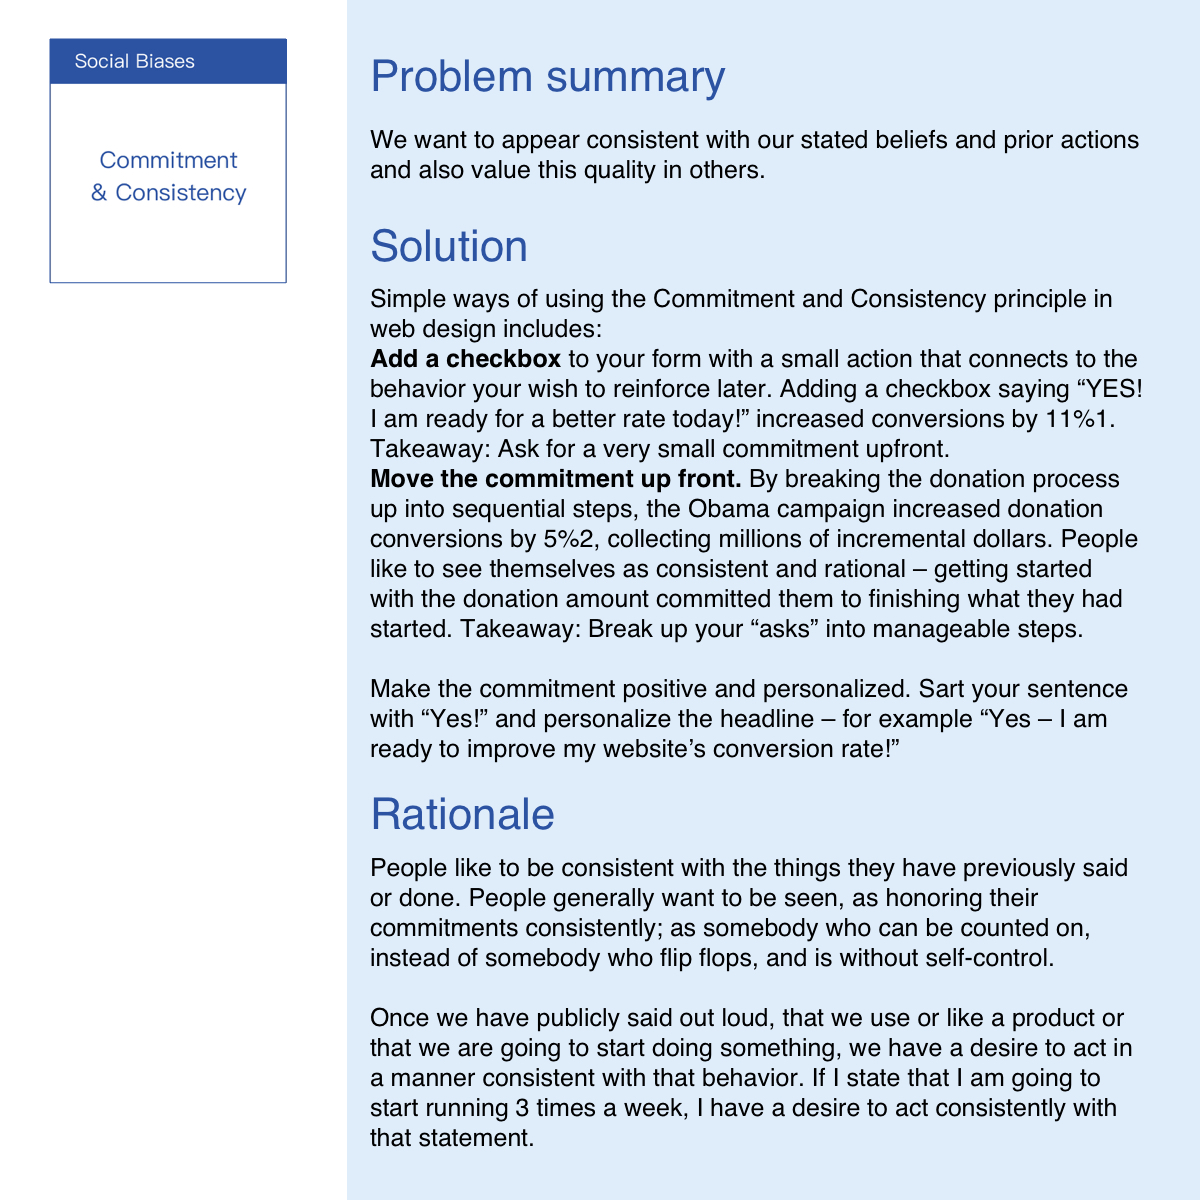 Social Biases
Commitment
& Consistency
Problem summary
We want to appear consistent with our stated beliefs and prior actions
and also value this quality in others.
Solution
Simple ways of using the Commitment and Consistency principle in
web design includes:
Add a checkbox to your form with a small action that connects to the
behavior your wish to reinforce later. Adding a checkbox saying “YES!
I am ready for a better rate today!” increased conversions by 11%1.
Takeaway: Ask for a very small commitment upfront.
Move the commitment up front. By breaking the donation process
up into sequential steps, the Obama campaign increased donation
conversions by 5%2, collecting millions of incremental dollars. People
like to see themselves as consistent and rational – getting started
with the donation amount committed them to finishing what they had
started. Takeaway: Break up your “asks” into manageable steps.
Make the commitment positive and personalized. Sart your sentence
with “Yes!” and personalize the headline – for example “Yes – I am
ready to improve my website’s conversion rate!”
Rationale
People like to be consistent with the things they have previously said
or done. People generally want to be seen, as honoring their
commitments consistently; as somebody who can be counted on,
instead of somebody who flip flops, and is without self-control.
Once we have publicly said out loud, that we use or like a product or
that we are going to start doing something, we have a desire to act in
a manner consistent with that behavior. If I state that I am going to
start running 3 times a week, I have a desire to act consistently with
that statement.